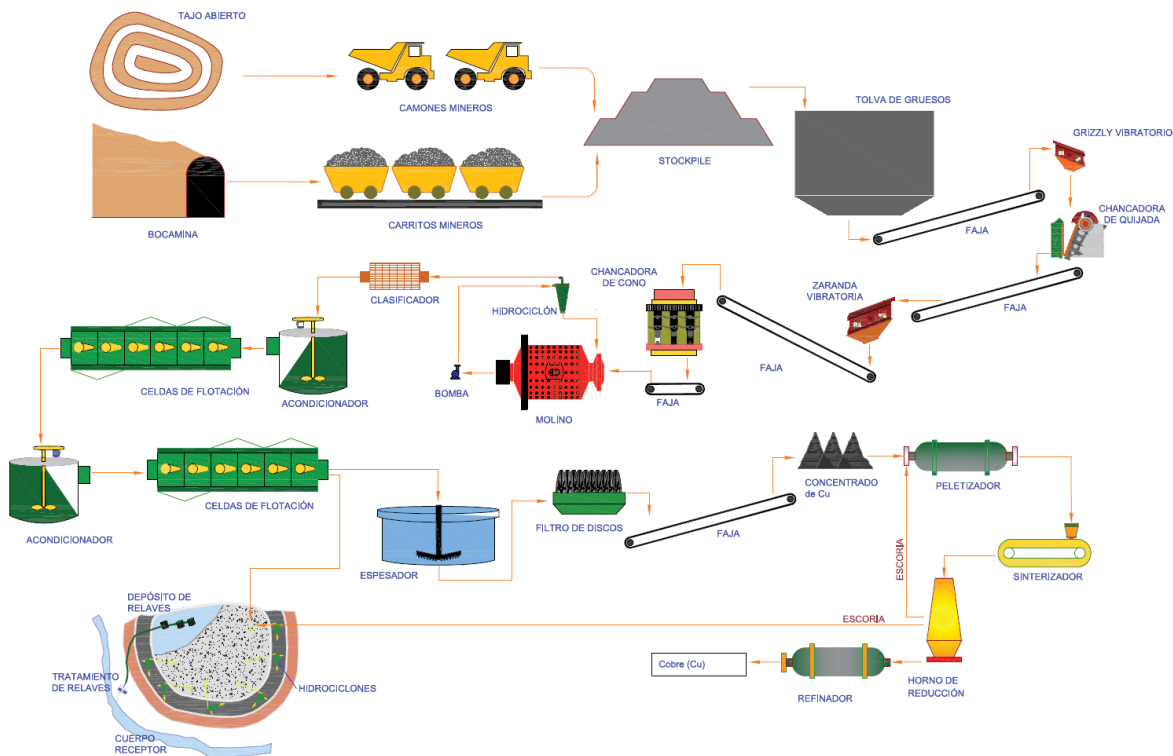 TAJO ABIERTO
CAMONES MINEROS
STOCKPILE
TOLVA DE GRUESOS
GRIZZLY VIBRATORIO
BOCAMINA
CARRITOS MINEROS
FAJA
CHANCADORA
DE QUIJADA
CLASIFICADOR
HIDROCICLÓN
CHANCADORA
DE CONO
ZARANDA
VIBRATORIA
FAJA
CELDAS DE FLOTACIÓN
ACONDICIONADOR
BOMBA
MOLINO
FAJA
FAJA
ACONDICIONADOR
CELDAS DE FLOTACIÓN
ESPESADOR
FILTRO DE DISCOS
FAJA
CONCENTRADO
de Cu
PELETIZADOR
ESCORÍA
SINTERIZADOR
DEPÓSITO DE
RELAVES
ESCORÍA
TRATAMIENTO
DE RELAVES
HIDROCICLONES
Cobre (Cu)
REFINADOR
HORNO DE
REDUCCIÓN
CUERPO
RECEPTOR